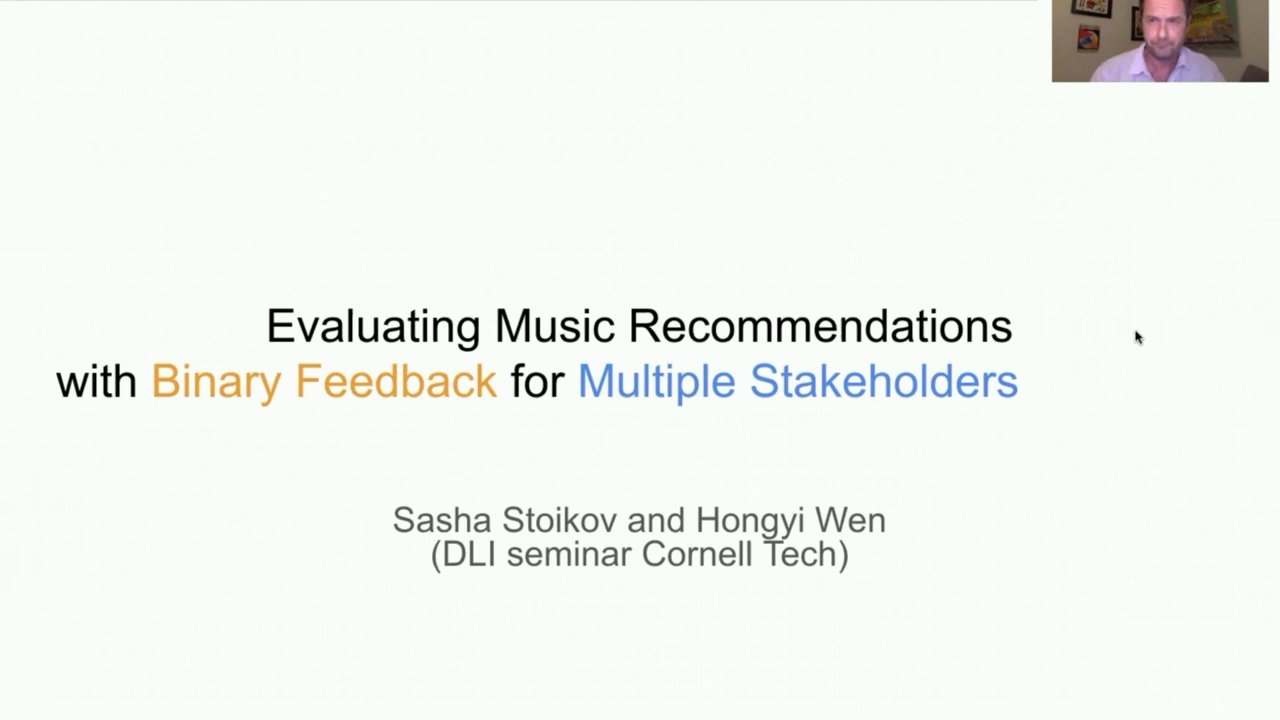 Evaluating Music Recommendations
with Binary Feedback for Multiple Stakeholders
Sasha Stoikov and Hongyi Wen
(DLI seminar Cornell Tech)